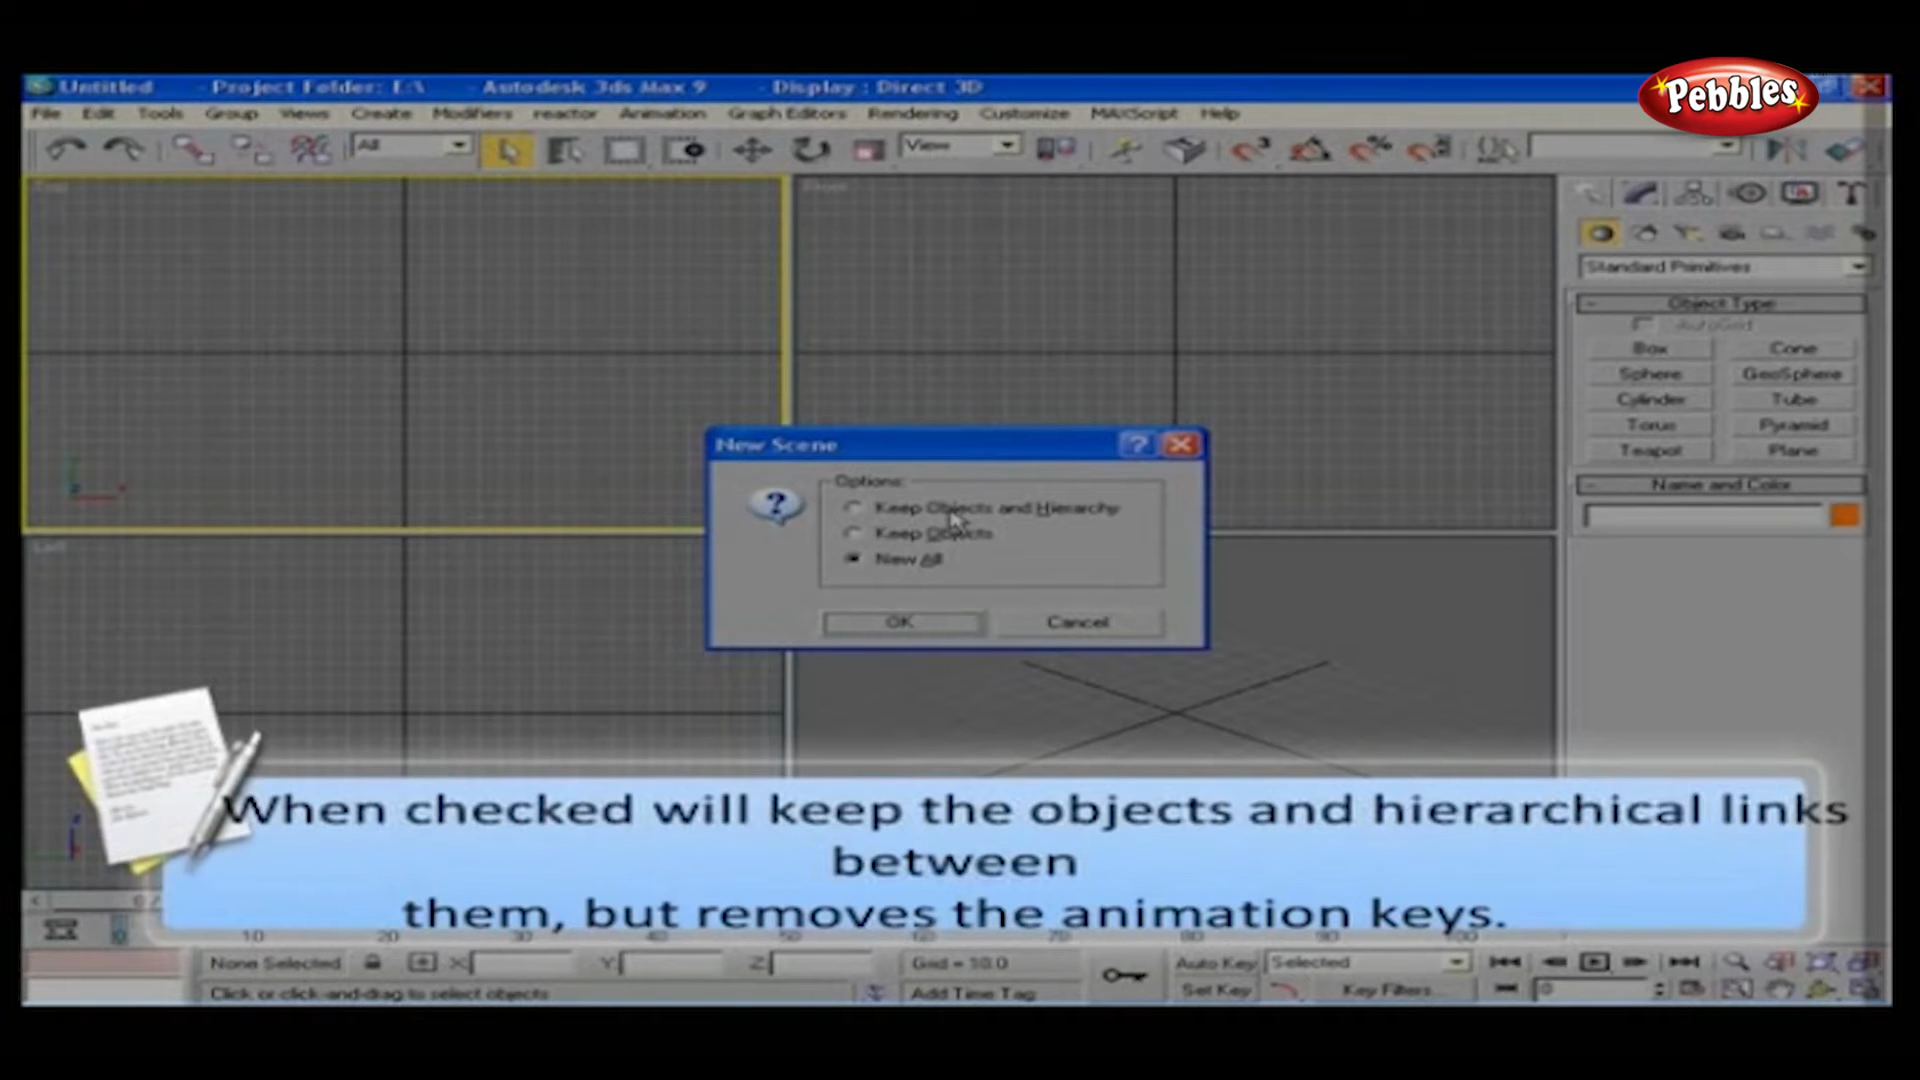 Pebbles
Untitled - Project Folder: E:\ - Autodesk 3ds Max 9 - Display : Direct 3D
File Edit Tools Group Views Create Modifiers reactor Animation Graph Editors Rendering Customize MAXScript Help
All View
Top
Front
Standard Primitives
Object Type
AutoGrid
Box Cone
Sphere GeoSphere
Cylinder Tube
Torus Pyramid
Teapot Plane
Name and Color
New Scene
Options:
Keep Objects and Hierarchy
Keep Objects
New All
OK Cancel
Left
When checked will keep the objects and hierarchical links
between
them, but removes the animation keys.
10 20 30 40 50 60 70 80 90 100
None Selected X: Y: Z: Grid = 10.0 Auto Key Selected
Click or click-and-drag to select objects Add Time Tag Set Key Key Filters... 0